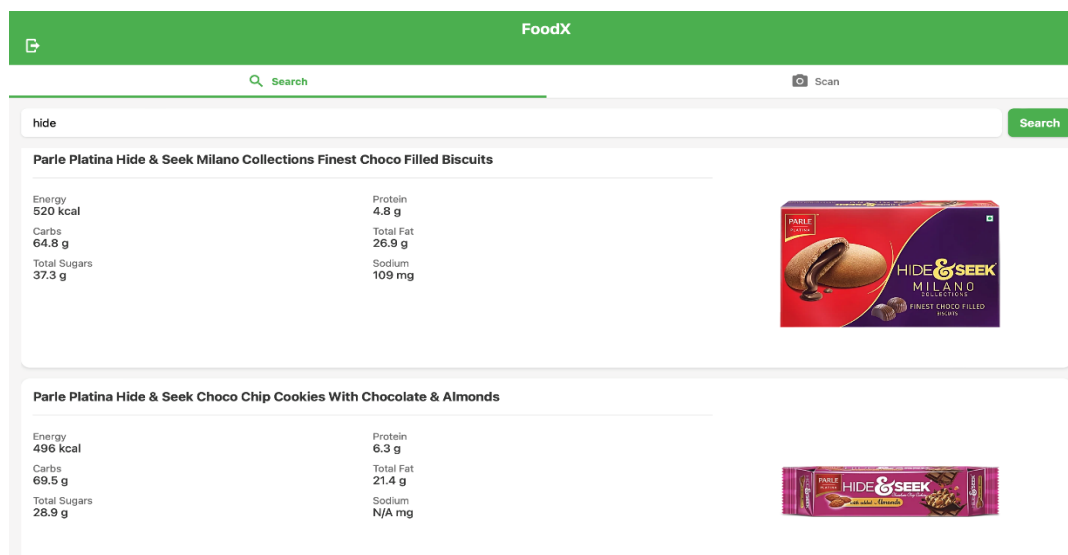 FoodX
Search
Scan
hide
Search
Parle Platina Hide & Seek Milano Collections Finest Choco Filled Biscuits
Energy
520 kcal
Protein
4.8 g
Carbs
64.8 g
Total Fat
26.9 g
Total Sugars
37.3 g
Sodium
109 mg
PARLE
PLATINA
HIDE & SEEK
MILANO
COLLECTIONS
FINEST CHOCO FILLED
BISCUITS
Parle Platina Hide & Seek Choco Chip Cookies With Chocolate & Almonds
Energy
496 kcal
Protein
6.3 g
Carbs
69.5 g
Total Fat
21.4 g
Total Sugars
28.9 g
Sodium
N/A mg
PARLE
HIDE & SEEK
with added Almonds